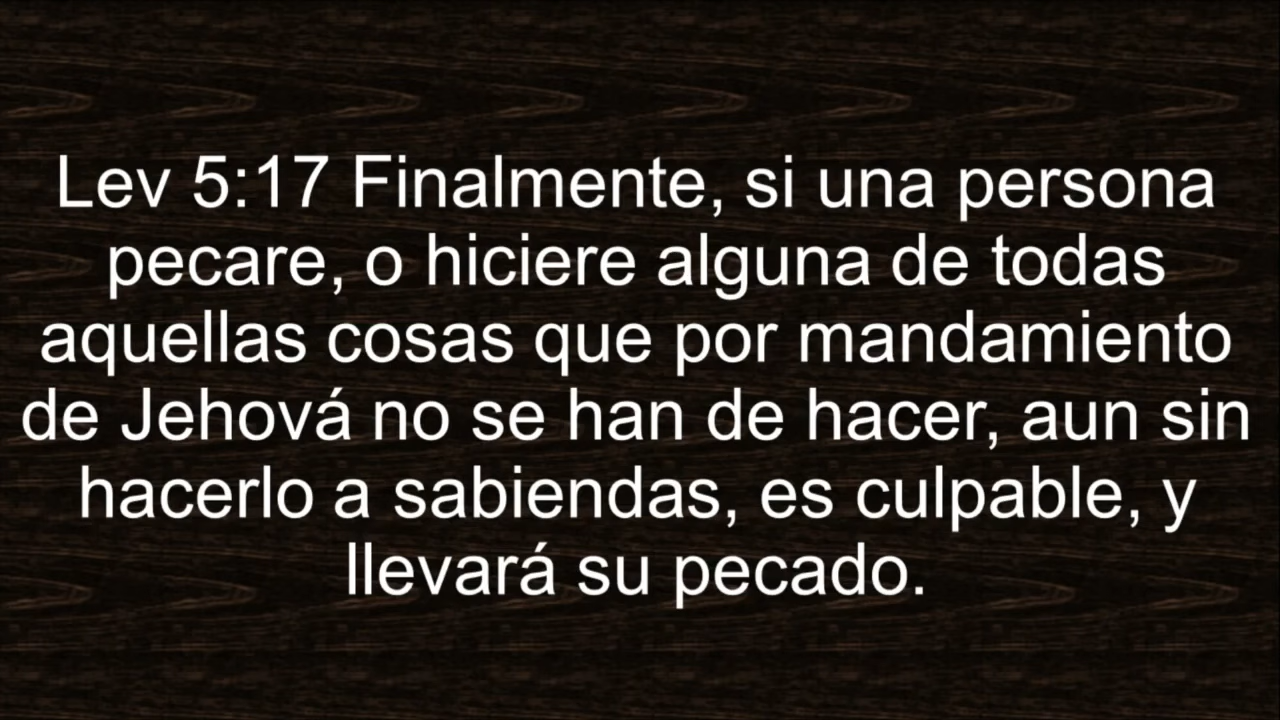 Lev 5:17 Finalmente, si una persona
pecare, o hiciere alguna de todas
aquellas cosas que por mandamiento
de Jehová no se han de hacer, aun sin
hacerlo a sabiendas, es culpable, y
llevará su pecado.